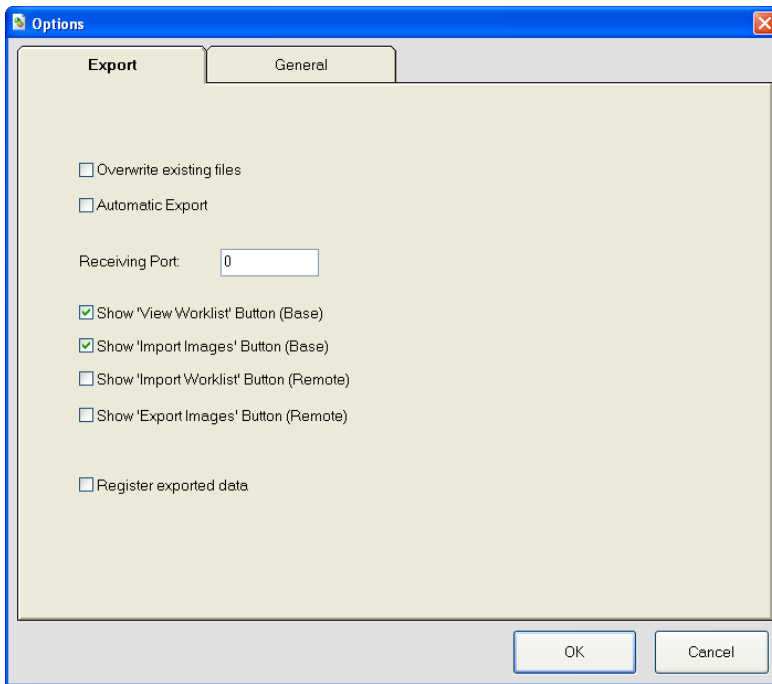 Options
Export
General
Overwrite existing files
Automatic Export
Receiving Port: 0
Show 'View Worklist' Button (Base)
Show 'Import Images' Button (Base)
Show 'Import Worklist' Button (Remote)
Show 'Export Images' Button (Remote)
Register exported data
OK
Cancel